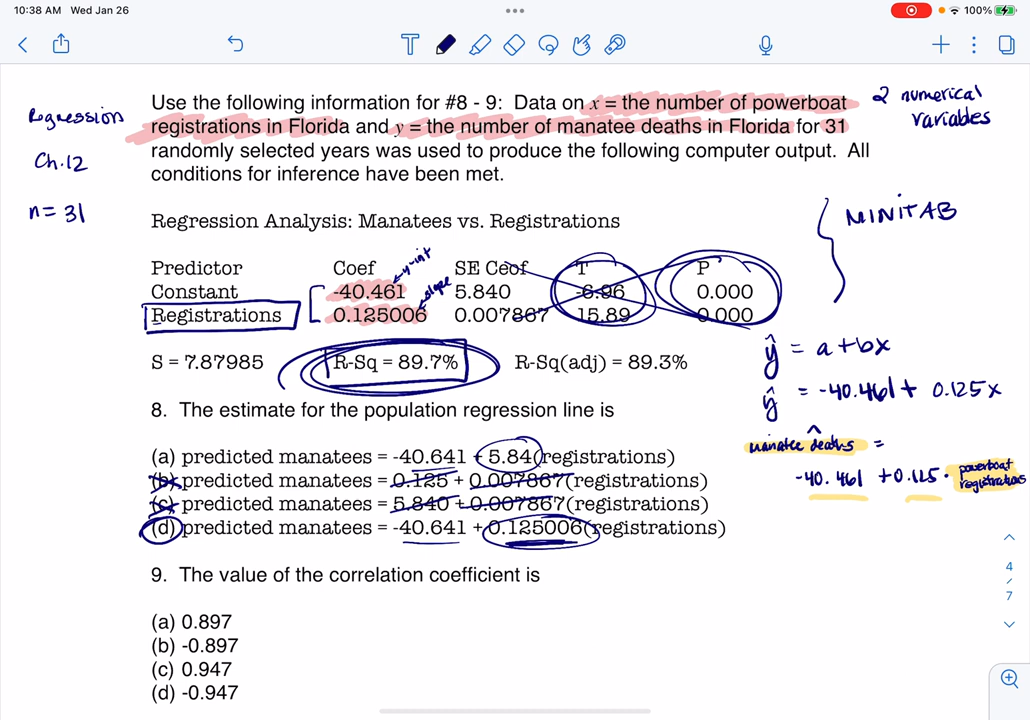 10:38 AM Wed Jan 26
100%
Use the following information for #8 - 9: Data on x = the number of powerboat
registrations in Florida and y = the number of manatee deaths in Florida for 31
randomly selected years was used to produce the following computer output. All
conditions for inference have been met.
2 numerical
variables
Regression
Ch.12
n = 31
Regression Analysis: Manatees vs. Registrations
MINITAB
y-int
slope
Predictor Coef SE Ceof T P
Constant -40.461 5.840 -6.96 0.000
Registrations 0.125006 0.007867 15.89 0.000
S = 7.87985 R-Sq = 89.7% R-Sq(adj) = 89.3%
ŷ = a+bx
ŷ = -40.461 + 0.125x
manatee deaths =
-40.461 + 0.125 · powerboat
registrations
8. The estimate for the population regression line is
(a) predicted manatees = -40.641 + 5.84(registrations)
(b) predicted manatees = 0.125 + 0.007867(registrations)
(c) predicted manatees = 5.840 + 0.007867(registrations)
(d) predicted manatees = -40.641 + 0.125006(registrations)
9. The value of the correlation coefficient is
(a) 0.897
(b) -0.897
(c) 0.947
(d) -0.947
4
/
7